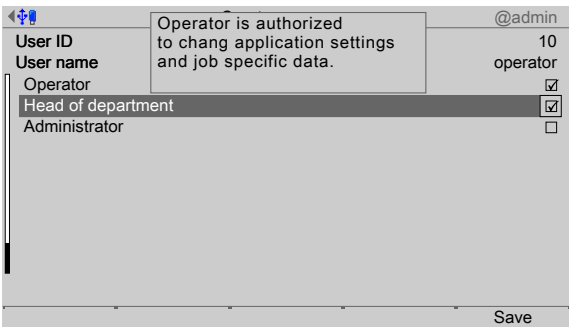 @admin
Operator is authorized
to chang application settings
and job specific data.
User ID 10
User name operator
Operator
Head of department
Administrator
Save